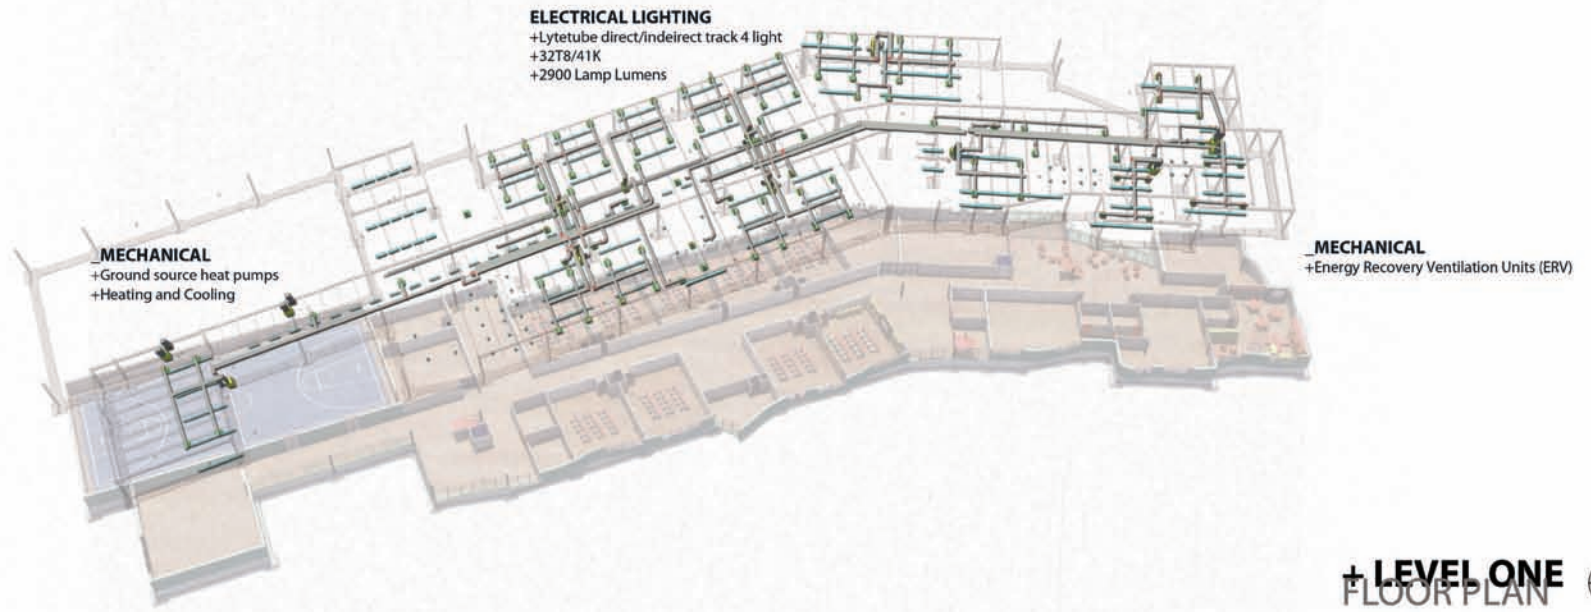 ELECTRICAL LIGHTING
+Lytetube direct/indeirect track 4 light
+32T8/41K
+2900 Lamp Lumens
_MECHANICAL
+Ground source heat pumps
+Heating and Cooling
_MECHANICAL
+Energy Recovery Ventilation Units (ERV)
+ LEVEL ONE
FLOOR PLAN